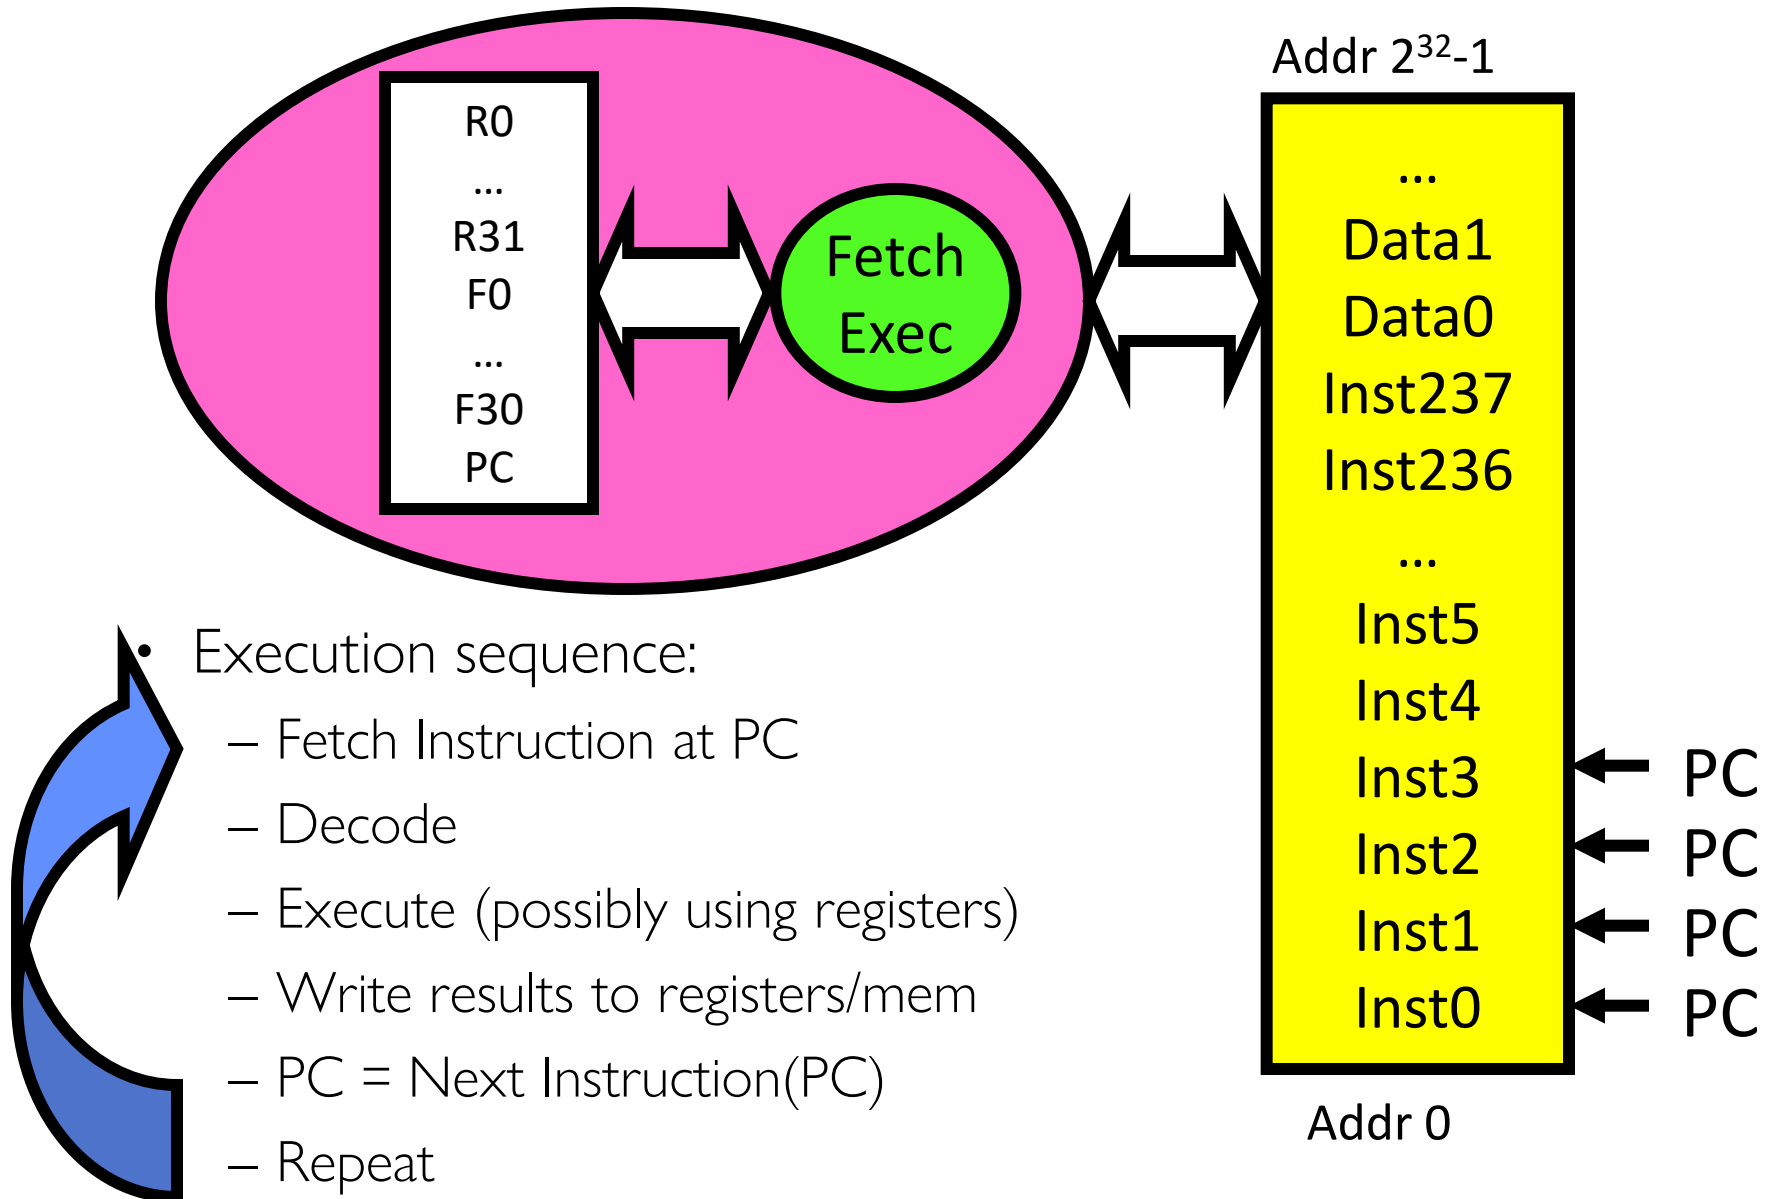 R0
...
R31
F0
...
F30
PC
Fetch
Exec
Addr 2³²-1
...
Data1
Data0
Inst237
Inst236
...
Inst5
Inst4
Inst3
Inst2
Inst1
Inst0
Addr 0
PC
PC
PC
PC
• Execution sequence:
– Fetch Instruction at PC
– Decode
– Execute (possibly using registers)
– Write results to registers/mem
– PC = Next Instruction(PC)
– Repeat